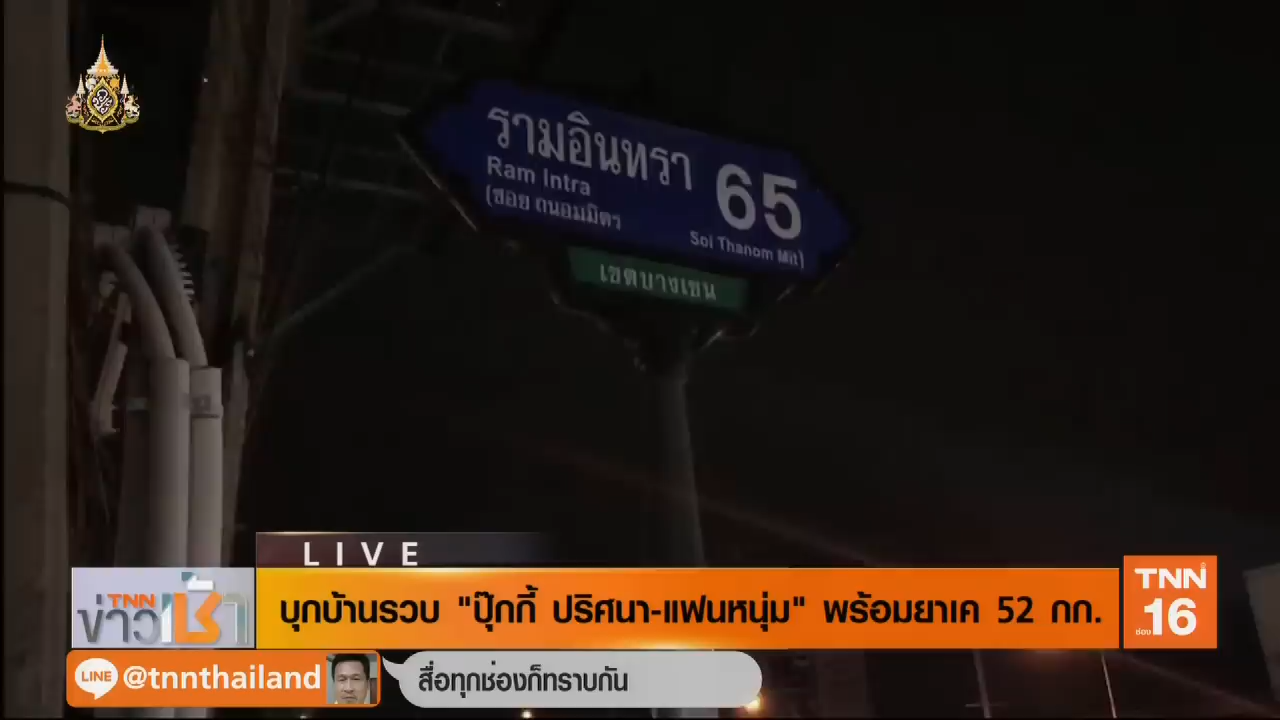 รามอินทรา 65
Ram Intra
(ซอย ถนอมมิตร
Soi Thanom Mit)
เขตบางเขน
LIVE
TNN ข่าวเช้า
บุกบ้านรวบ "ปุ๊กกี้ ปริศนา-แฟนหนุ่ม" พร้อมยาเค 52 กก.
TNN
ช่อง 16
LINE @tnnthailand
สื่อทุกช่องก็ทราบกัน